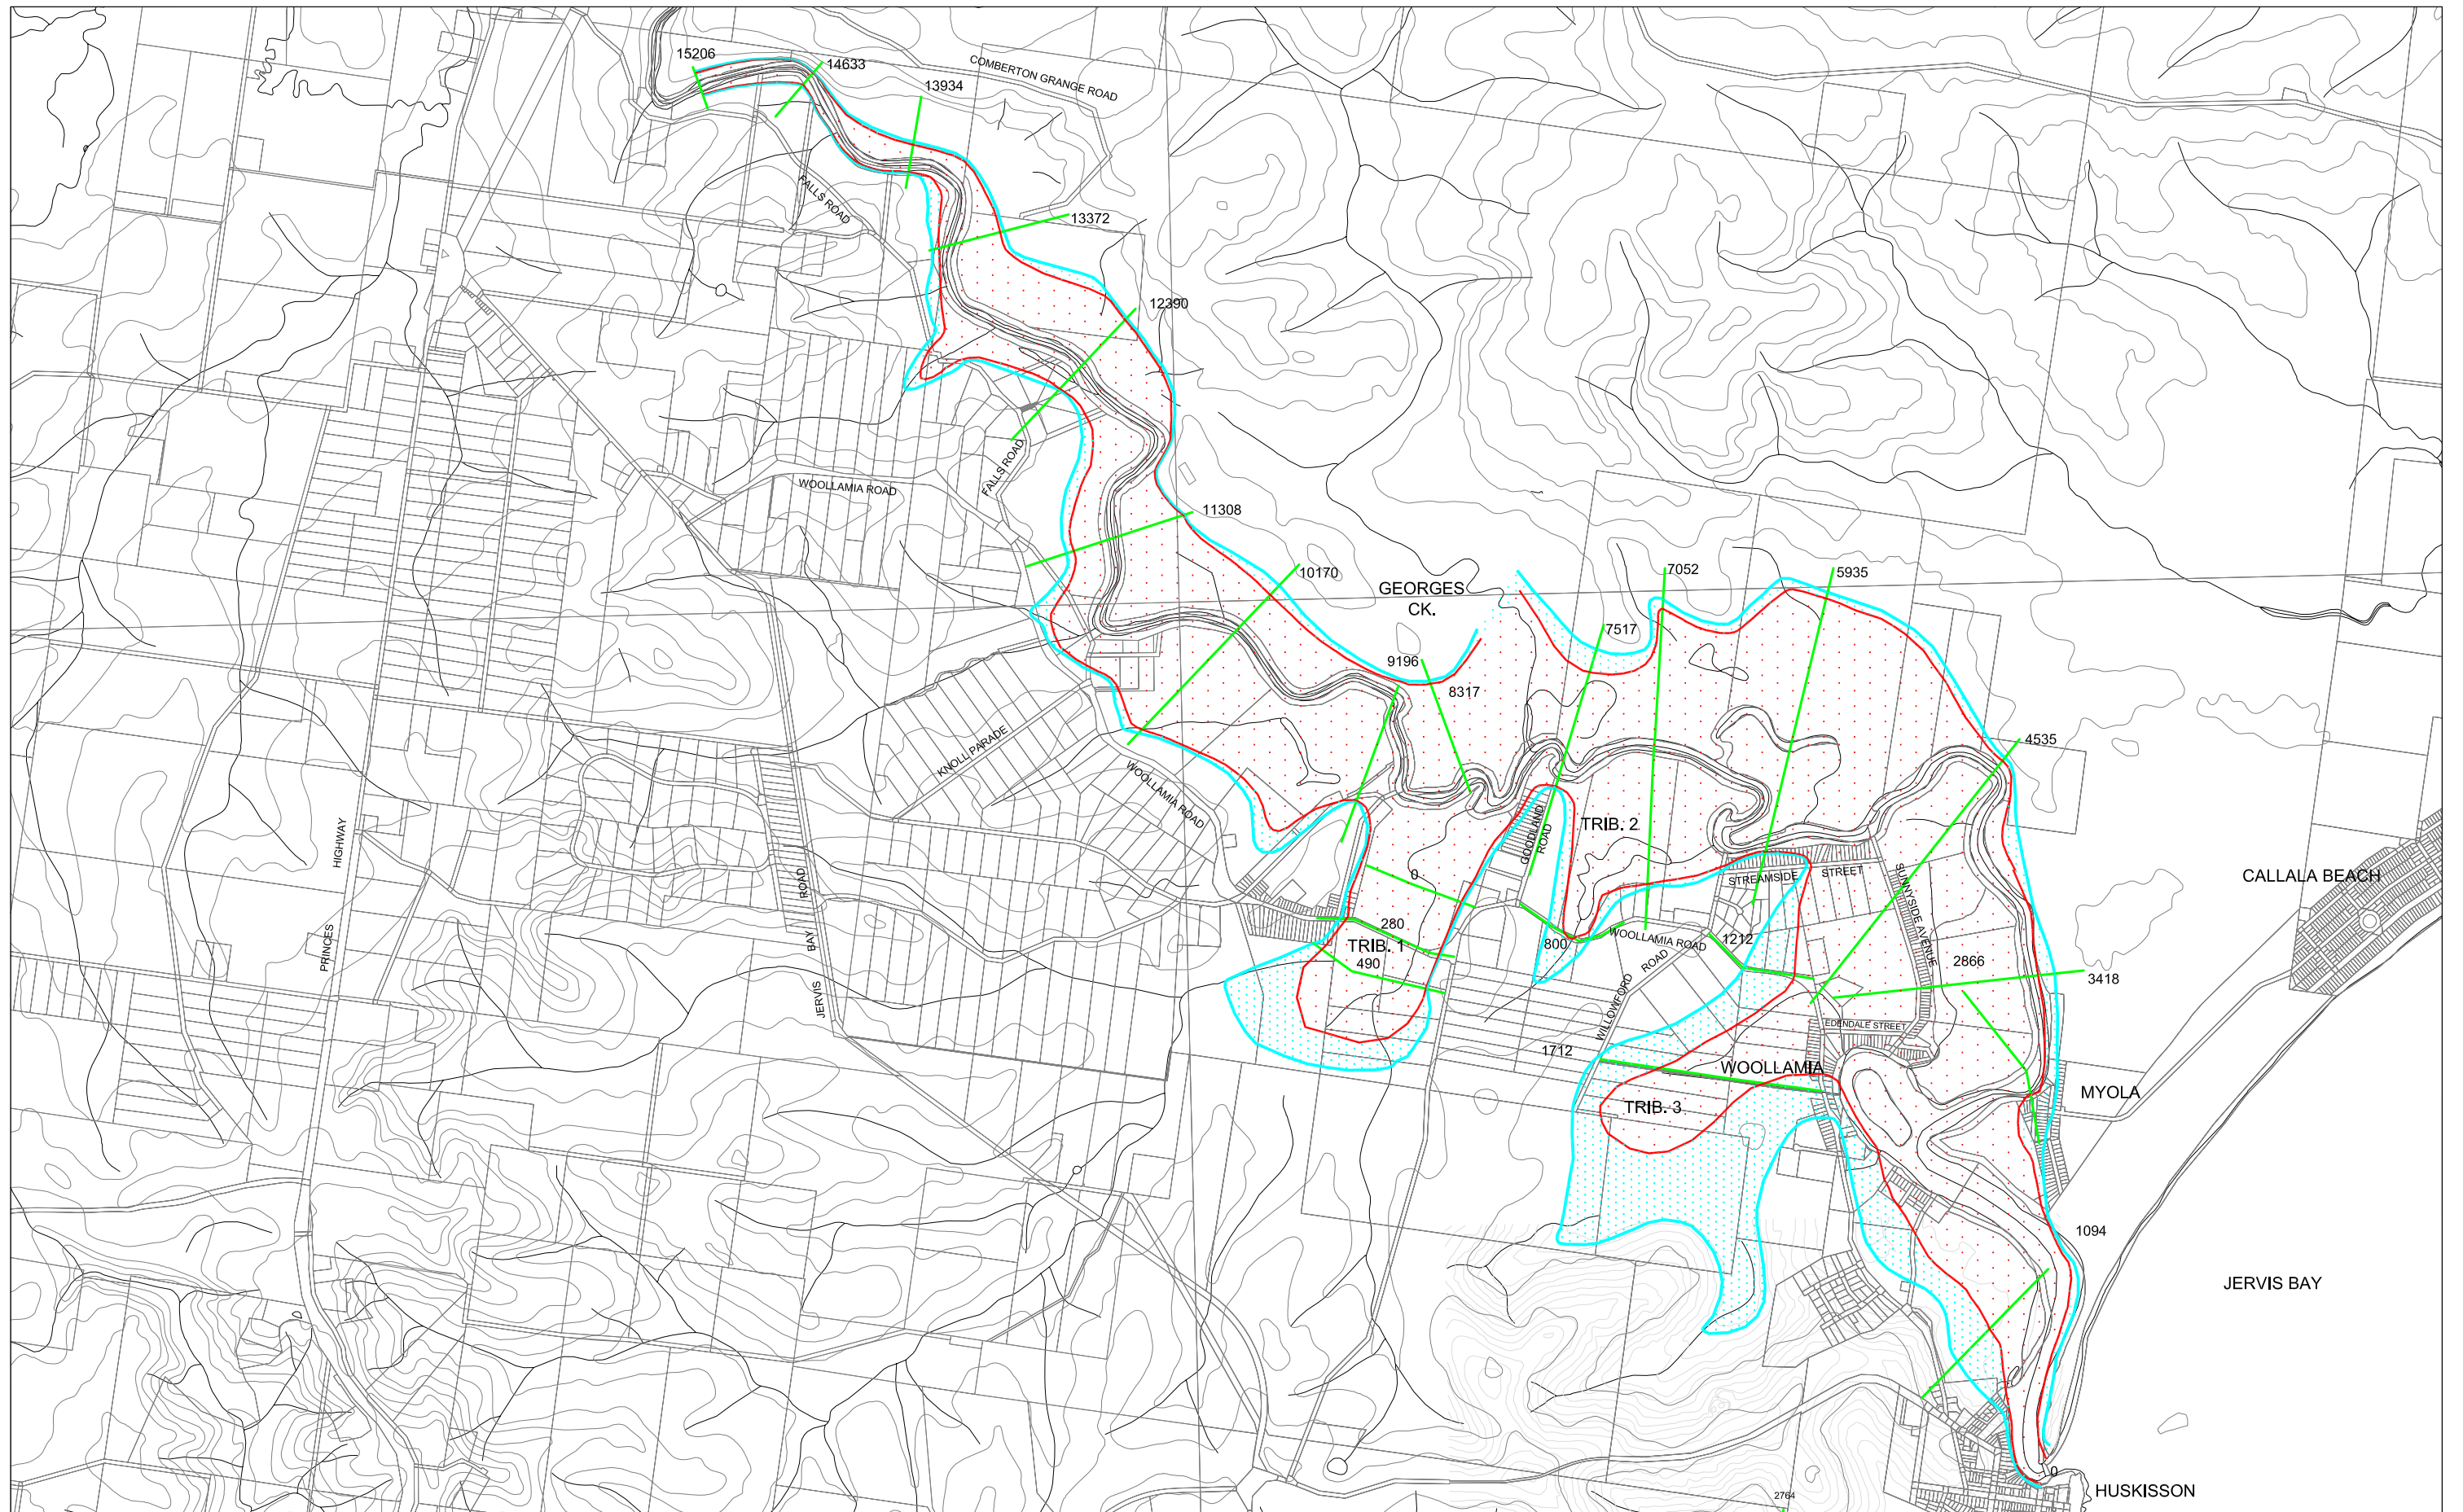 15206
14633
COMBERTON GRANGE ROAD
13934
FALLS ROAD
13372
12390
FALLS ROAD
WOOLLAMIA ROAD
11308
10170
GEORGES
CK.
7052
5935
7517
9196
8317
4535
KNOLL PARADE
WOOLLAMIA ROAD
PRINCES
HIGHWAY
JERVIS
BAY
ROAD
GOODLAND
ROAD
TRIB. 2
STREAMSIDE
STREET
SUNNYSIDE AVENUE
CALLALA BEACH
0
280
TRIB. 1
490
800
WOOLLAMIA ROAD
1212
2866
3418
WILLOWFORD
ROAD
EDENDALE STREET
1712
WOOLLAMIA
MYOLA
TRIB. 3
1094
JERVIS BAY
0
HUSKISSON
2764